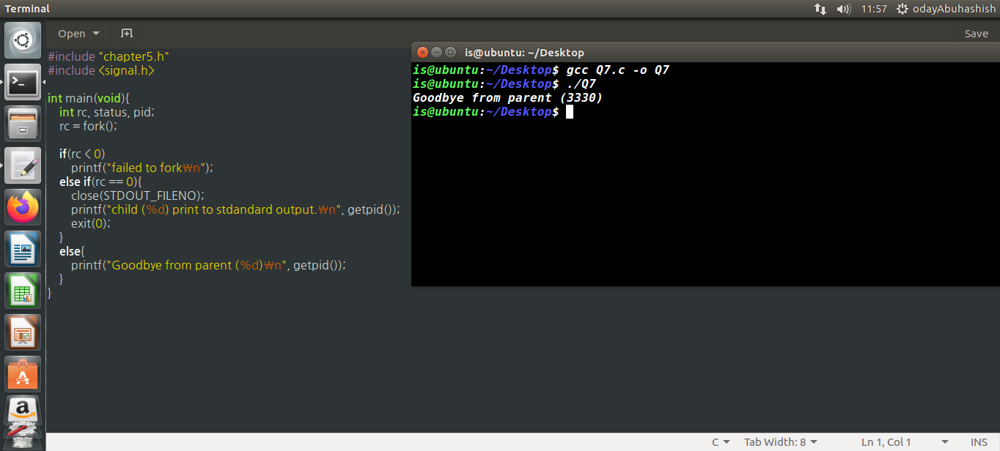 Terminal
11:57
odayAbuhashish
Open
Save
#include "chapter5.h"
#include <signal.h>
int main(void){
int rc, status, pid;
rc = fork();
if(rc < 0)
printf("failed to fork₩n");
else if(rc == 0){
close(STDOUT_FILENO);
printf("child (%d) print to stdandard output.₩n", getpid());
exit(0);
}
else{
printf("Goodbye from parent (%d)₩n", getpid());
}
}
is@ubuntu: ~/Desktop
is@ubuntu:~/Desktop$ gcc Q7.c -o Q7
is@ubuntu:~/Desktop$ ./Q7
Goodbye from parent (3330)
is@ubuntu:~/Desktop$
C
Tab Width: 8
Ln 1, Col 1
INS